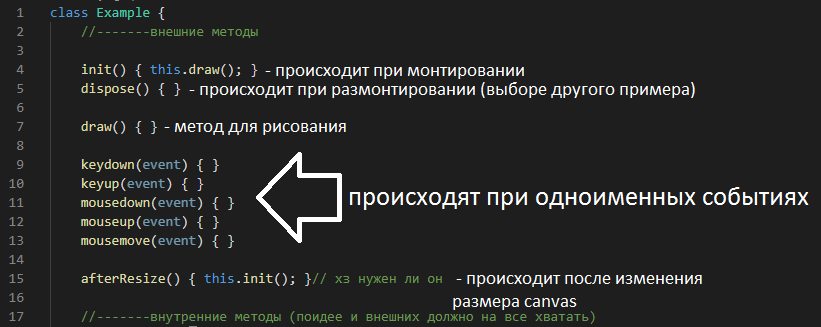 1 class Example {
2 //-------внешние методы
3
4 init() { this.draw(); } - происходит при монтировании
5 dispose() { } - происходит при размонтировании (выборе другого примера)
6
7 draw() { } - метод для рисования
8
9 keydown(event) { }
10 keyup(event) { }
11 mousedown(event) { } происходят при одноименных событиях
12 mouseup(event) { }
13 mousemove(event) { }
14
15 afterResize() { this.init(); }// хз нужен ли он - происходит после изменения
16 размера canvas
17 //-------внутренние методы (поидее и внешних должно на все хватать)